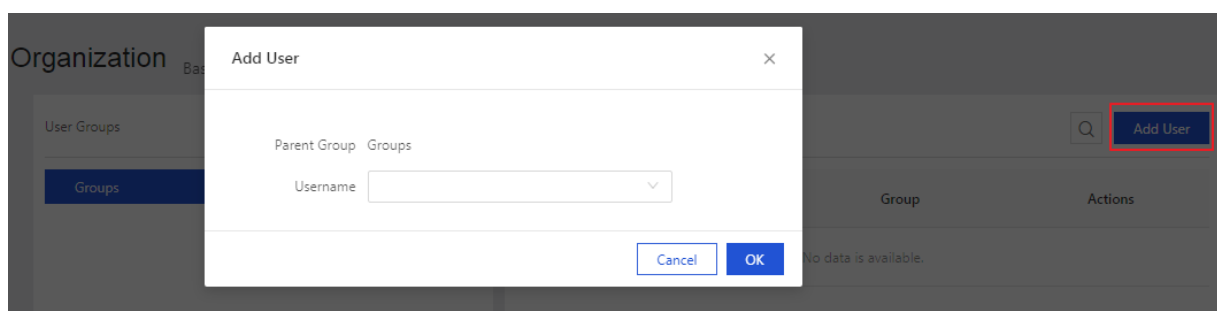 Organization Bas
Add User
User Groups
Add User
Parent Group Groups
Username
Groups
Group Actions
Cancel OK
No data is available.